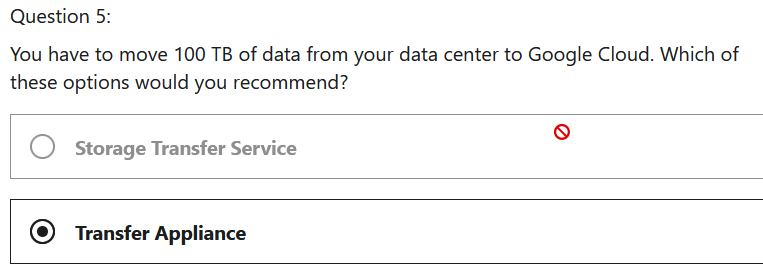 Question 5:
You have to move 100 TB of data from your data center to Google Cloud. Which of
these options would you recommend?
Storage Transfer Service
Transfer Appliance